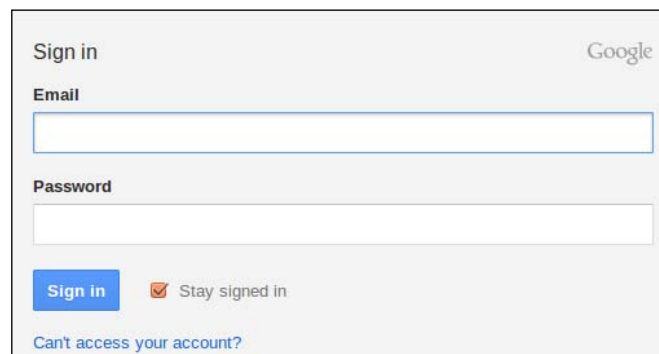 Sign in Google
Email
Password
Sign in Stay signed in
Can't access your account?